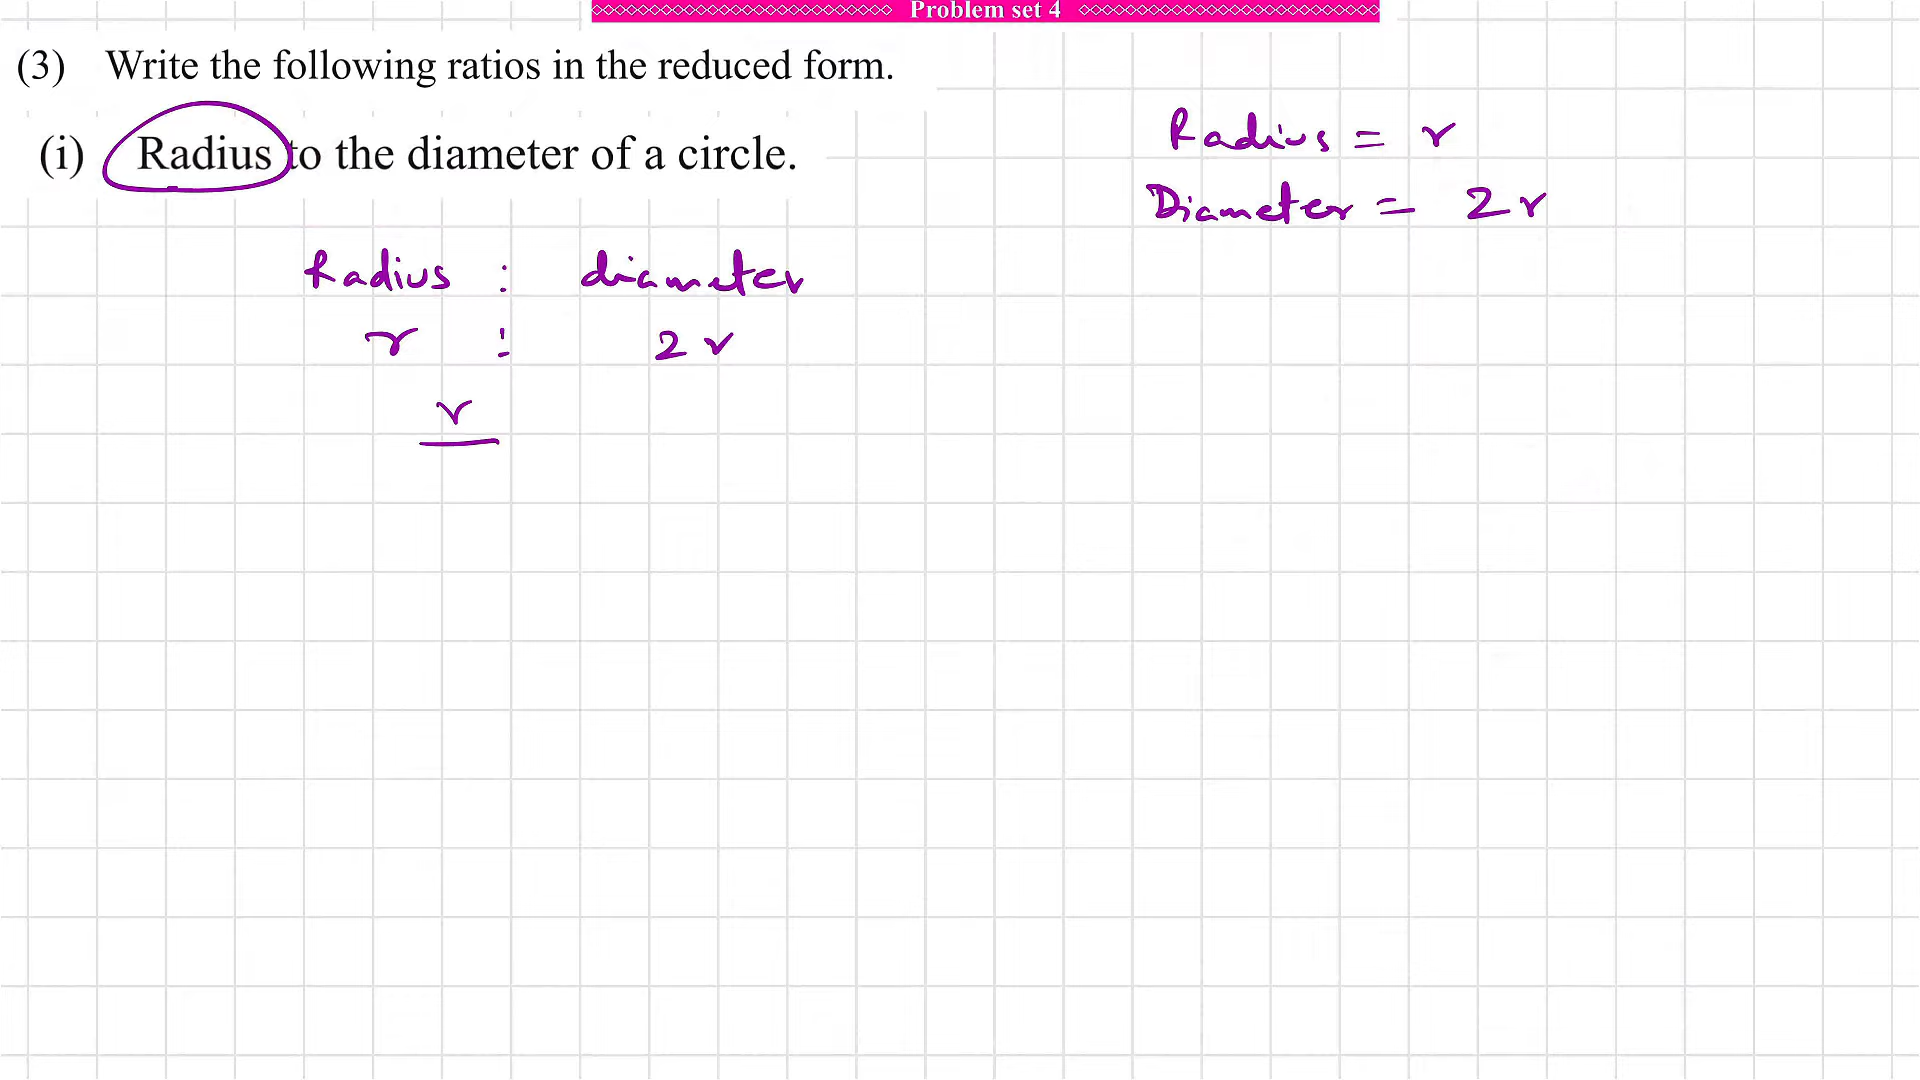 Problem set 4
(3) Write the following ratios in the reduced form.
(i) Radius to the diameter of a circle.
Radius = r
Diameter = 2r
Radius : diameter
r : 2r
r